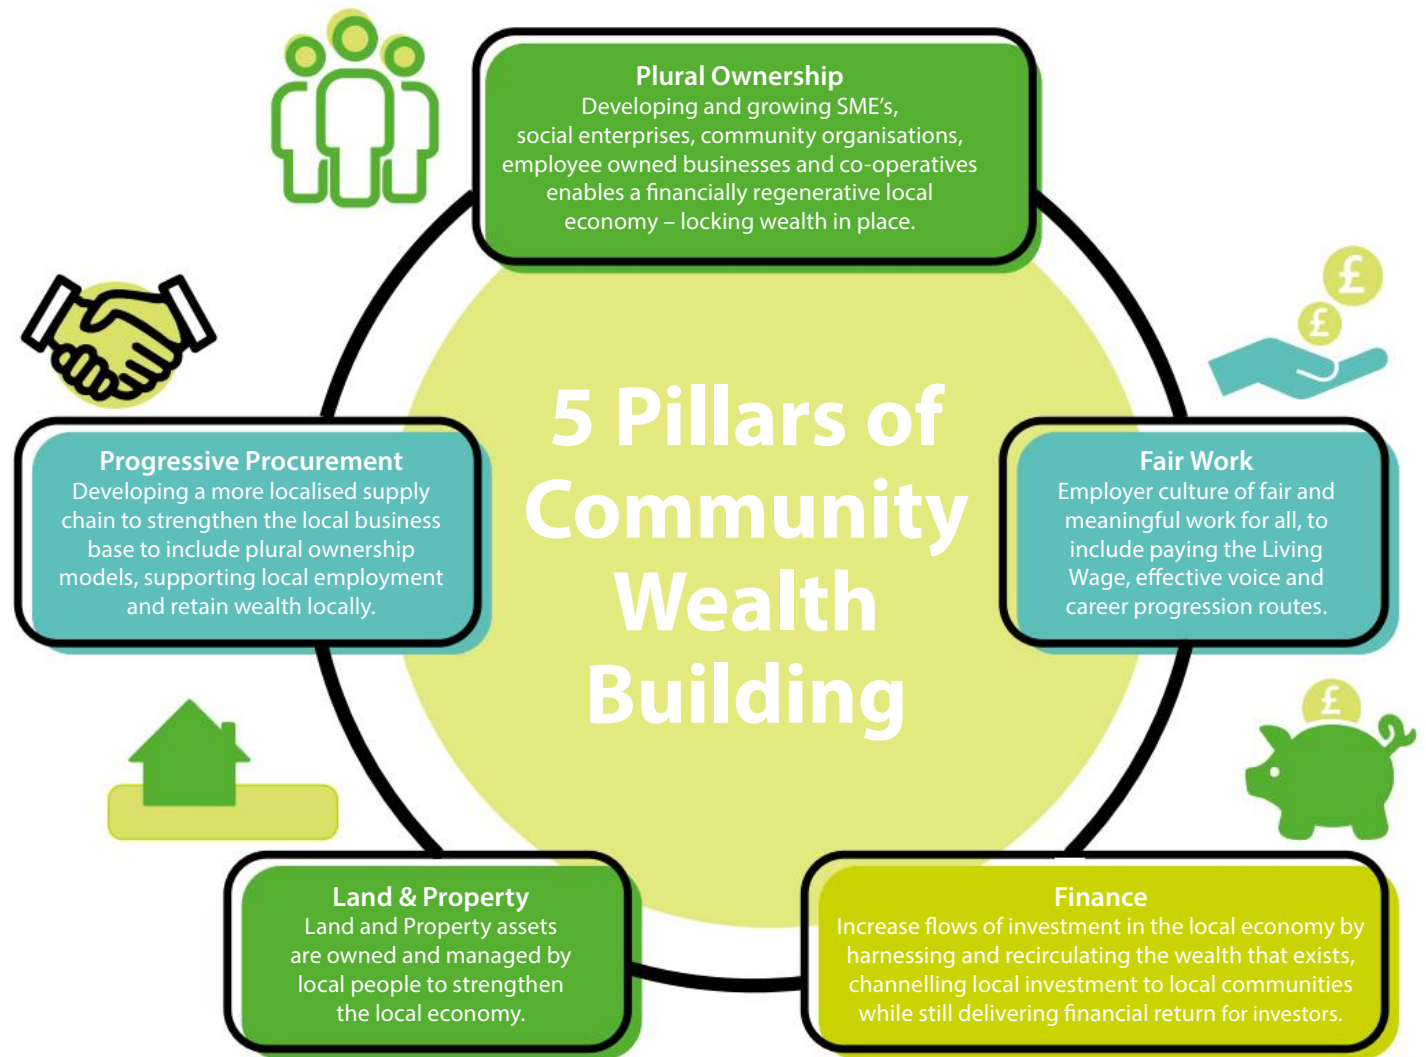 Plural Ownership
Developing and growing SME’s,
social enterprises, community organisations,
employee owned businesses and co-operatives
enables a financially regenerative local
economy – locking wealth in place.
£
£
5 Pillars of
Community
Wealth
Building
Progressive Procurement
Developing a more localised supply
chain to strengthen the local business
base to include plural ownership
models, supporting local employment
and retain wealth locally.
Fair Work
Employer culture of fair and
meaningful work for all, to
include paying the Living
Wage, effective voice and
career progression routes.
£
Land & Property
Land and Property assets
are owned and managed by
local people to strengthen
the local economy.
Finance
Increase flows of investment in the local economy by
harnessing and recirculating the wealth that exists,
channelling local investment to local communities
while still delivering financial return for investors.